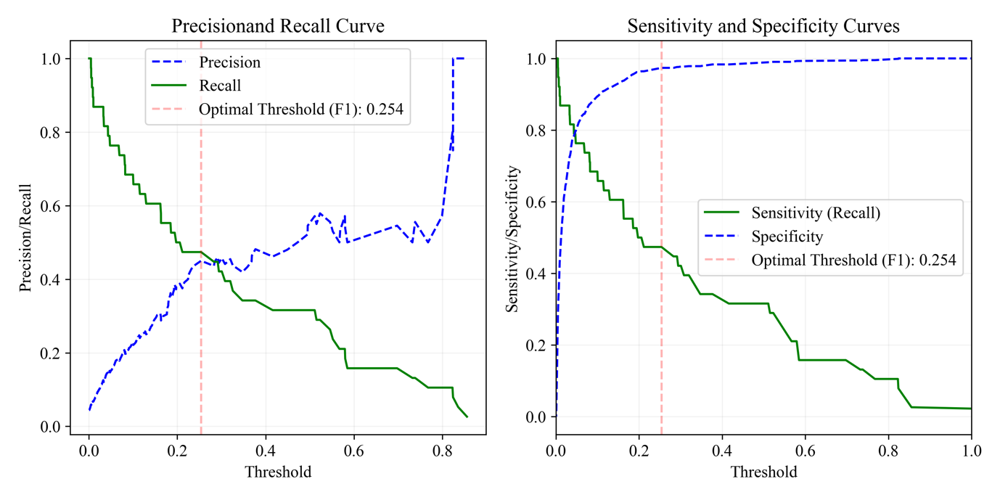 Precisionand Recall Curve
Precision
Recall
Optimal Threshold (F1): 0.254
Precision/Recall
1.0
0.8
0.6
0.4
0.2
0.0
0.0 0.2 0.4 0.6 0.8
Threshold
Sensitivity and Specificity Curves
Sensitivity (Recall)
Specificity
Optimal Threshold (F1): 0.254
Sensitivity/Specificity
1.0
0.8
0.6
0.4
0.2
0.0
0.0 0.2 0.4 0.6 0.8 1.0
Threshold